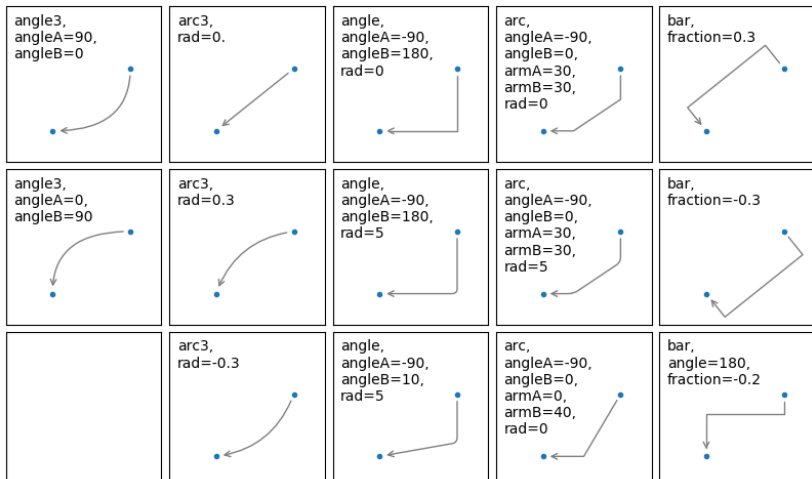 angle3,
angleA=90,
angleB=0
arc3,
rad=0.
angle,
angleA=-90,
angleB=180,
rad=0
arc,
angleA=-90,
angleB=0,
armA=30,
armB=30,
rad=0
bar,
fraction=0.3
angle3,
angleA=0,
angleB=90
arc3,
rad=0.3
angle,
angleA=-90,
angleB=180,
rad=5
arc,
angleA=-90,
angleB=0,
armA=30,
armB=30,
rad=5
bar,
fraction=-0.3
arc3,
rad=-0.3
angle,
angleA=-90,
angleB=10,
rad=5
arc,
angleA=-90,
angleB=0,
armA=0,
armB=40,
rad=0
bar,
angle=180,
fraction=-0.2